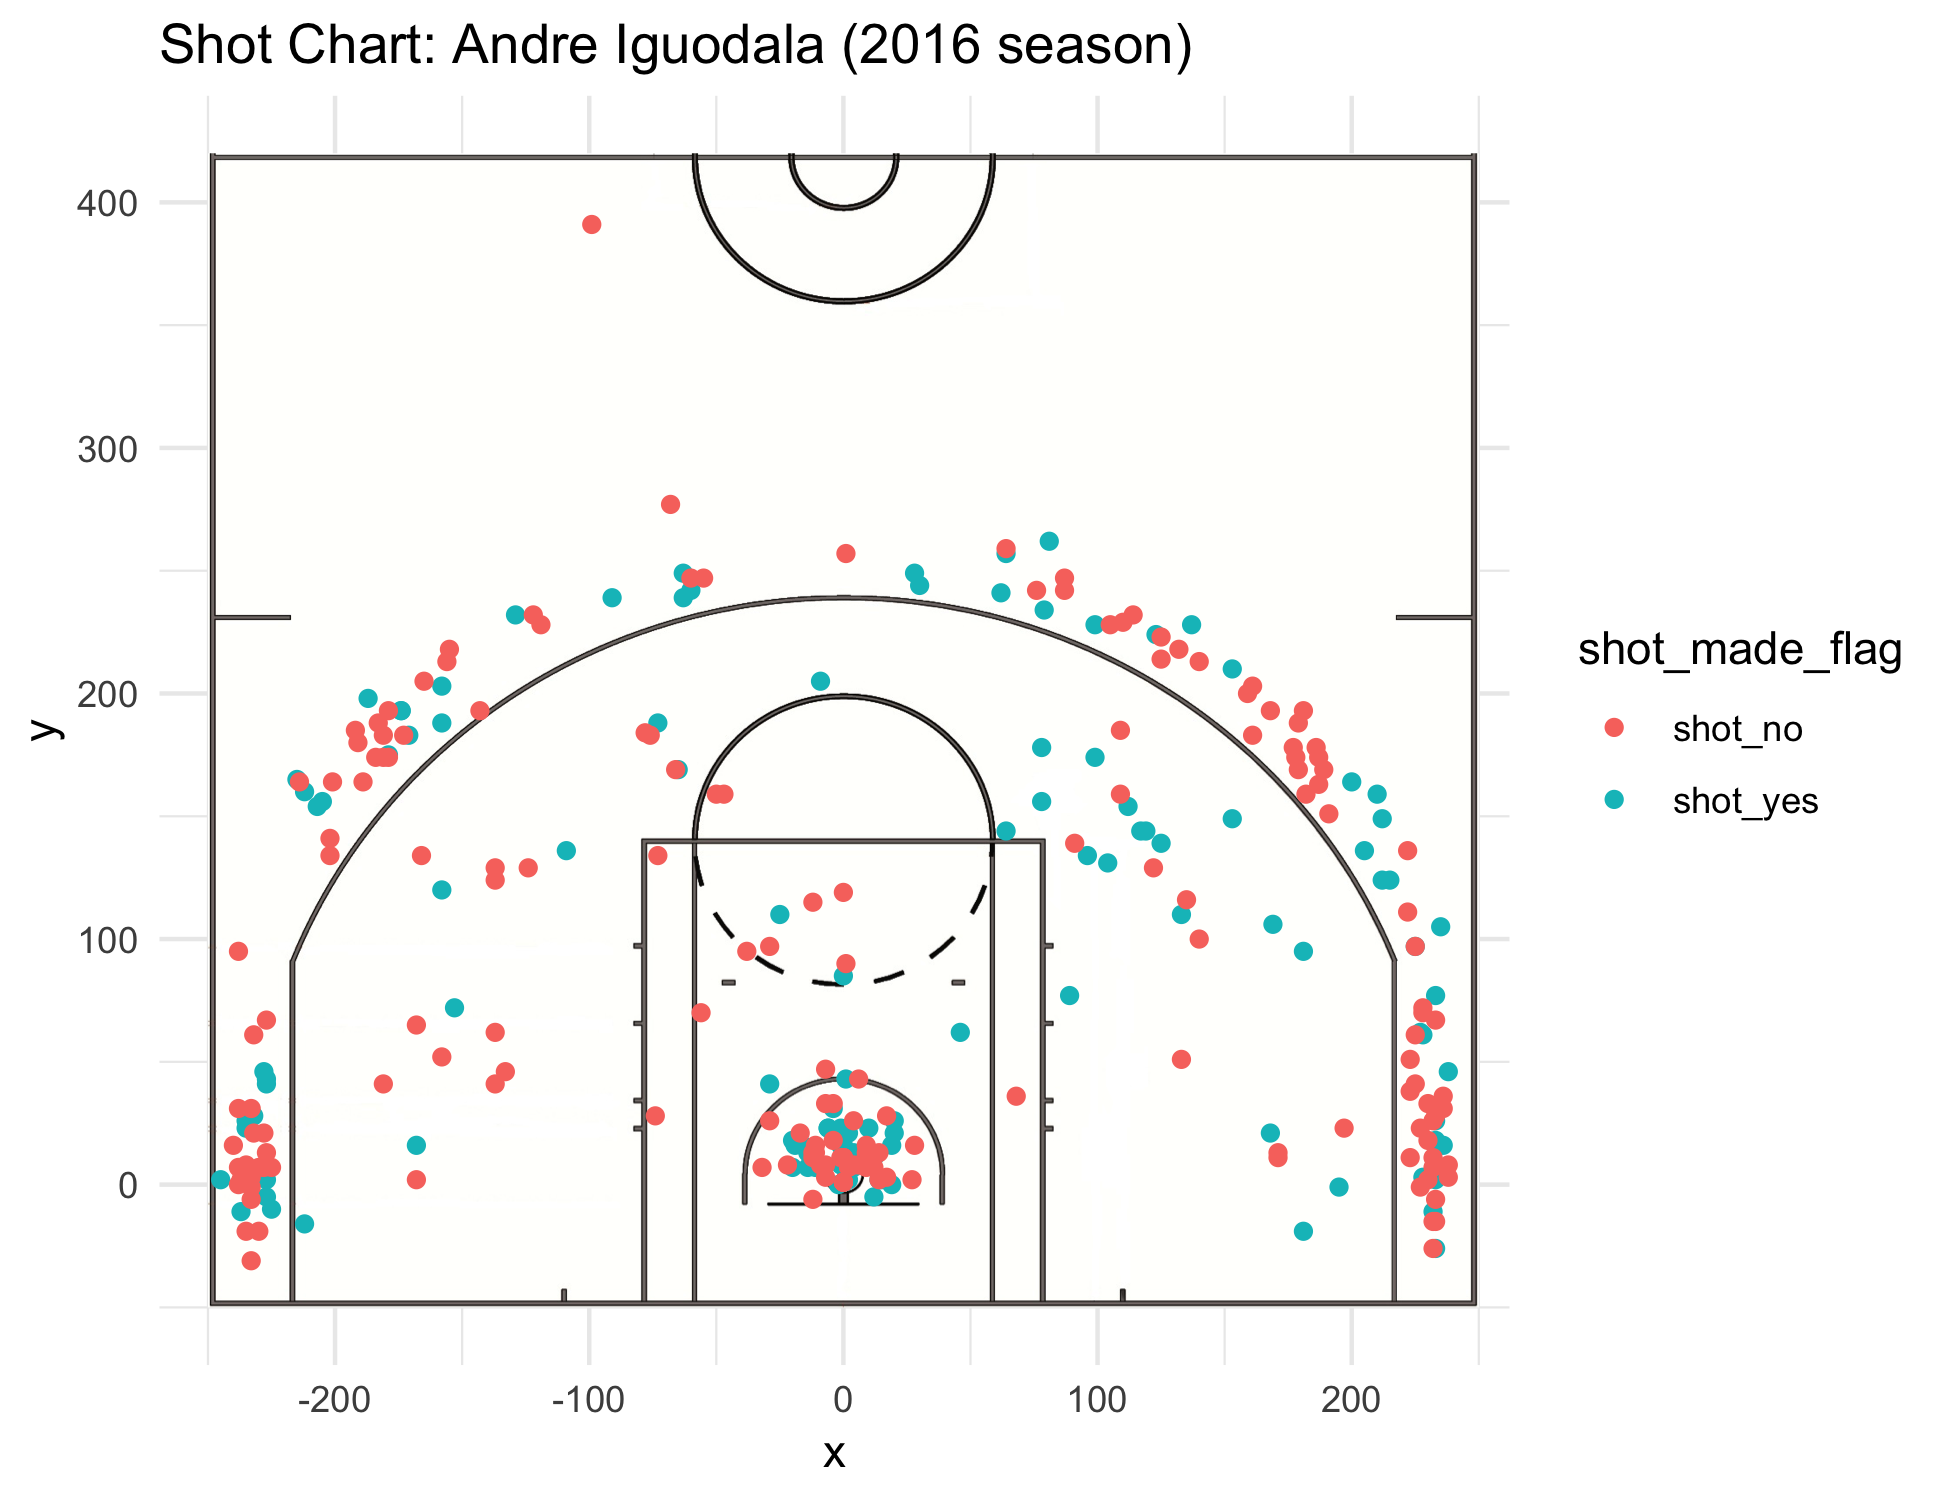 Shot Chart: Andre Iguodala (2016 season)
400
300
200
100
0
y
-200 -100 0 100 200
x
shot_made_flag
shot_no
shot_yes